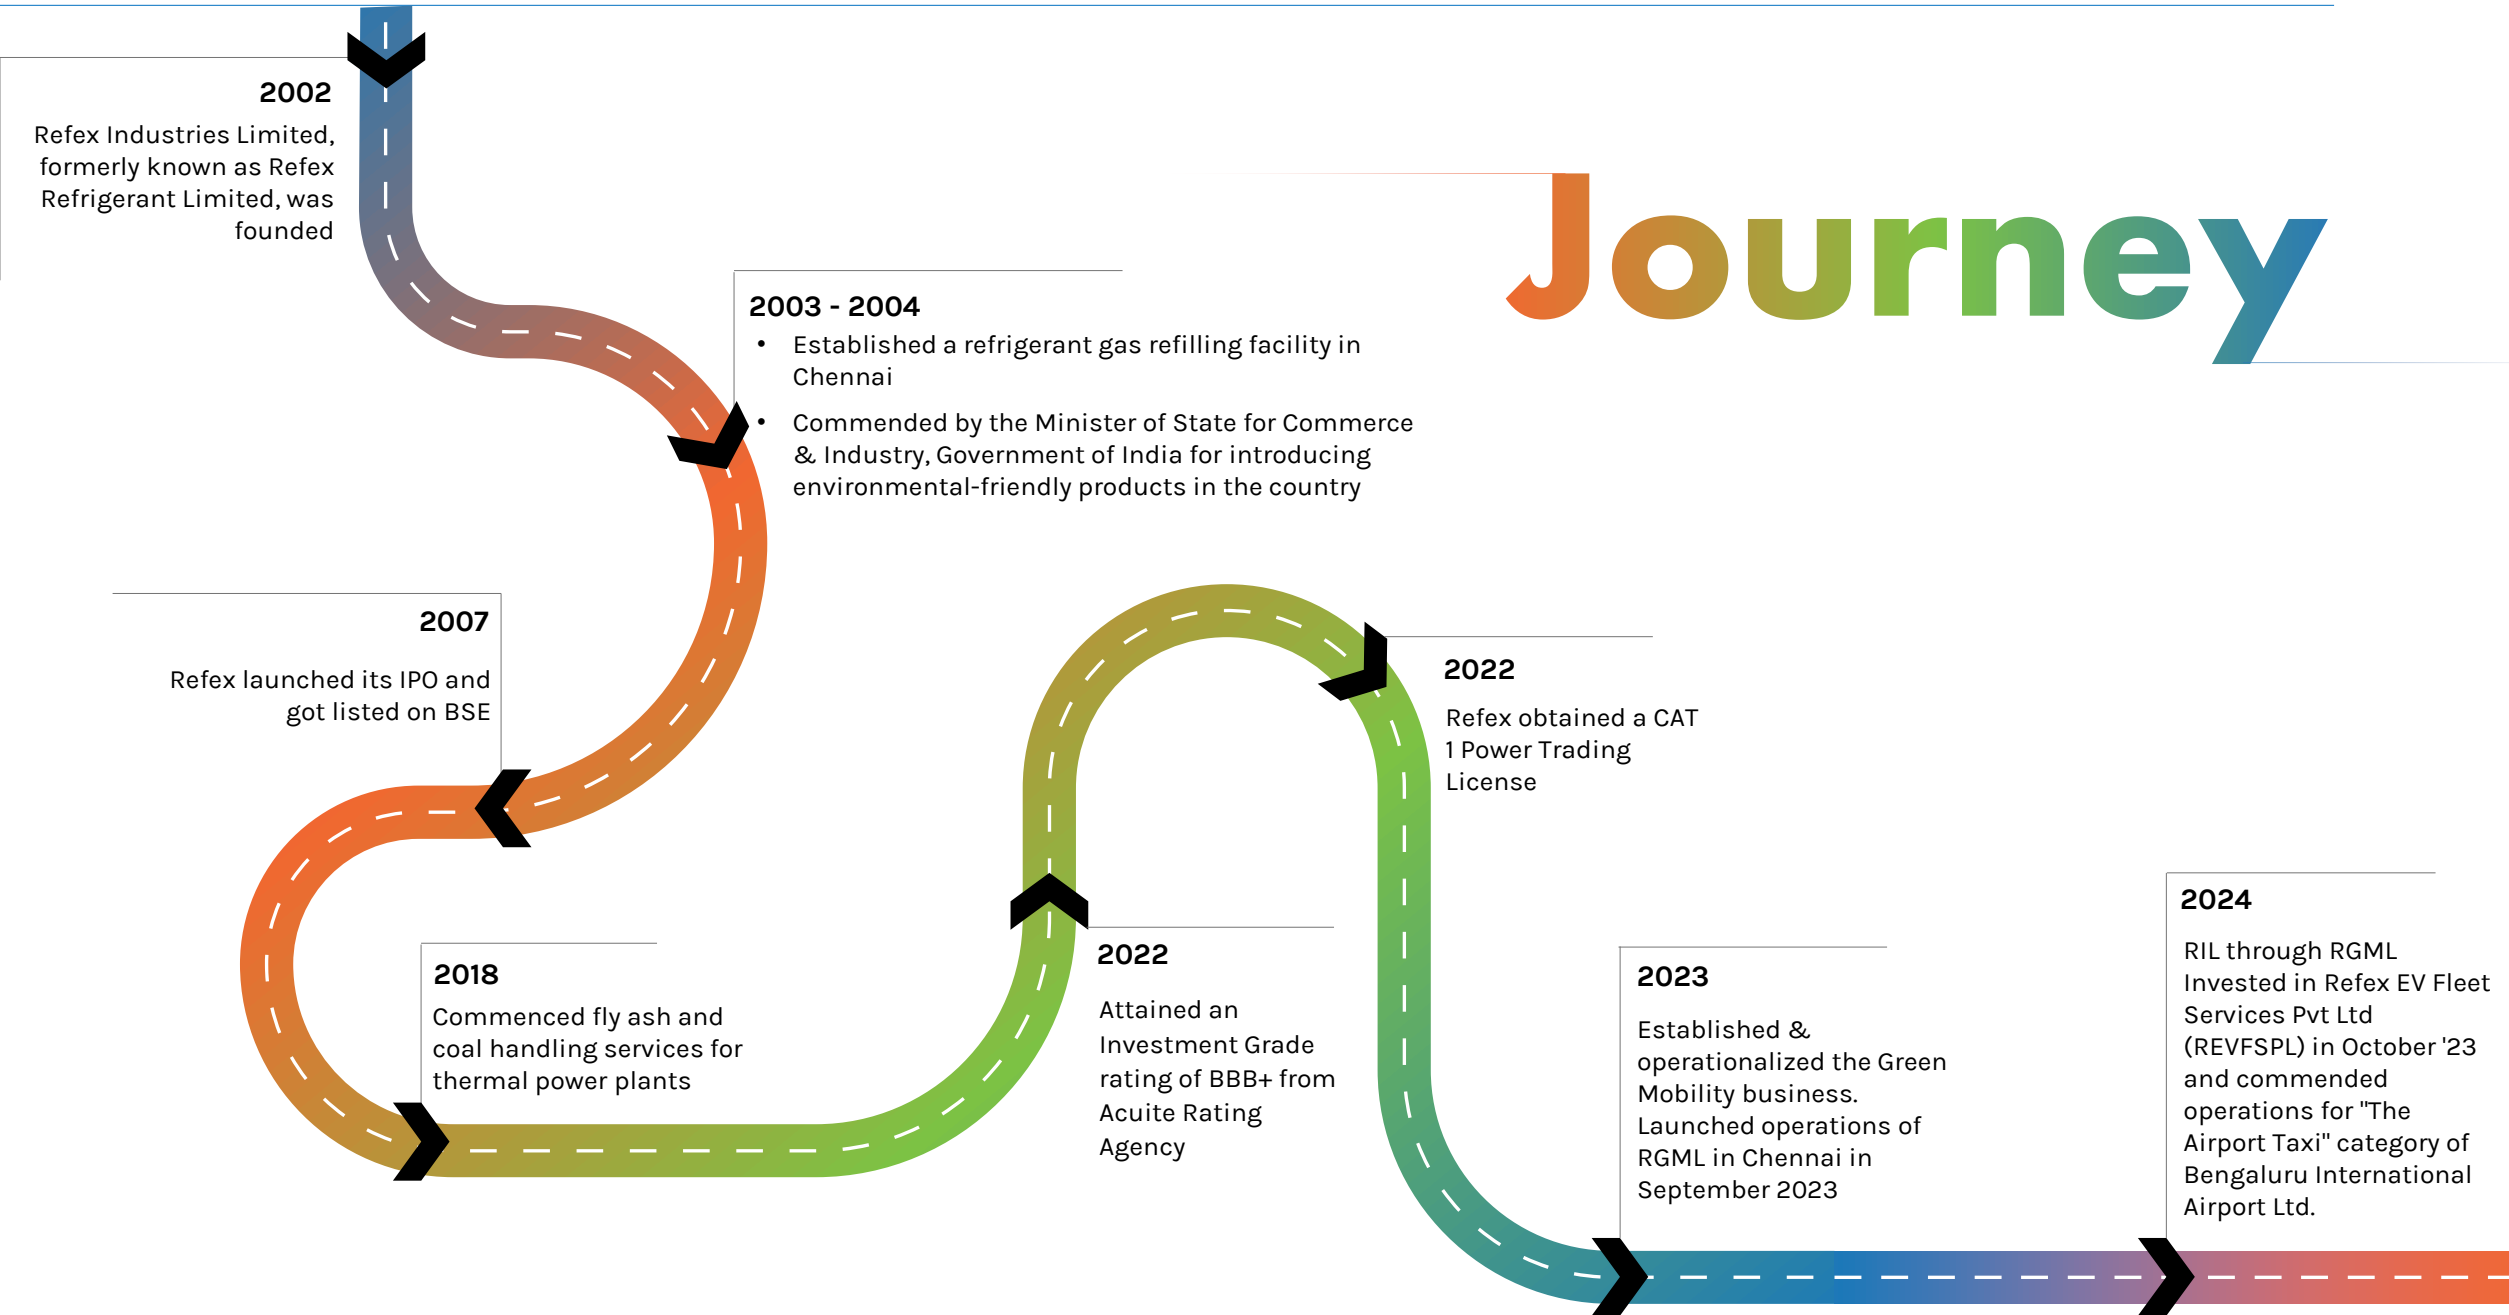 Journey
2002
Refex Industries Limited,
formerly known as Refex
Refrigerant Limited, was
founded
2003 - 2004
• Established a refrigerant gas refilling facility in
Chennai
• Commended by the Minister of State for Commerce
& Industry, Government of India for introducing
environmental-friendly products in the country
2007
Refex launched its IPO and
got listed on BSE
2018
Commenced fly ash and
coal handling services for
thermal power plants
2022
Attained an
Investment Grade
rating of BBB+ from
Acuite Rating
Agency
2022
Refex obtained a CAT
1 Power Trading
License
2023
Established &
operationalized the Green
Mobility business.
Launched operations of
RGML in Chennai in
September 2023
2024
RIL through RGML
Invested in Refex EV Fleet
Services Pvt Ltd
(REVFSPL) in October '23
and commended
operations for "The
Airport Taxi" category of
Bengaluru International
Airport Ltd.